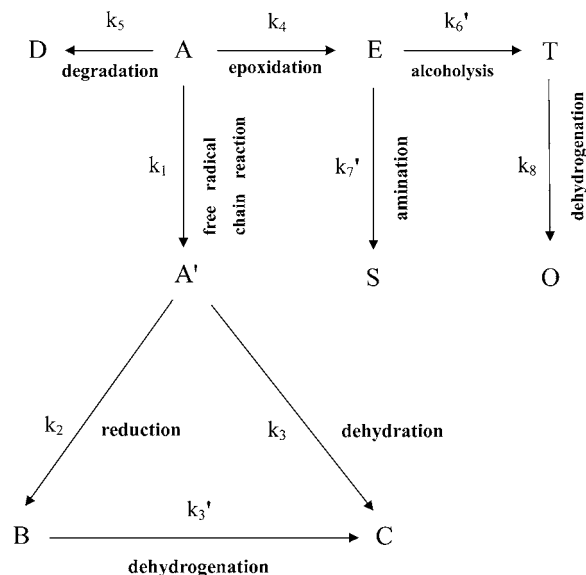 k5 k4 k6'
D A E T
degradation epoxidation alcoholysis
k1 free radical chain reaction k7' amination k8 dehydrogenation
A' S O
k2 reduction k3 dehydration
k3'
B C
dehydrogenation